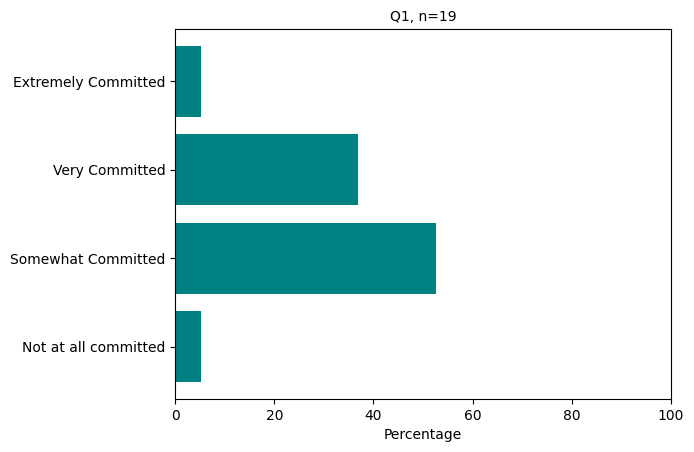 Q1, n=19
Extremely Committed
Very Committed
Somewhat Committed
Not at all committed
0 20 40 60 80 100
Percentage